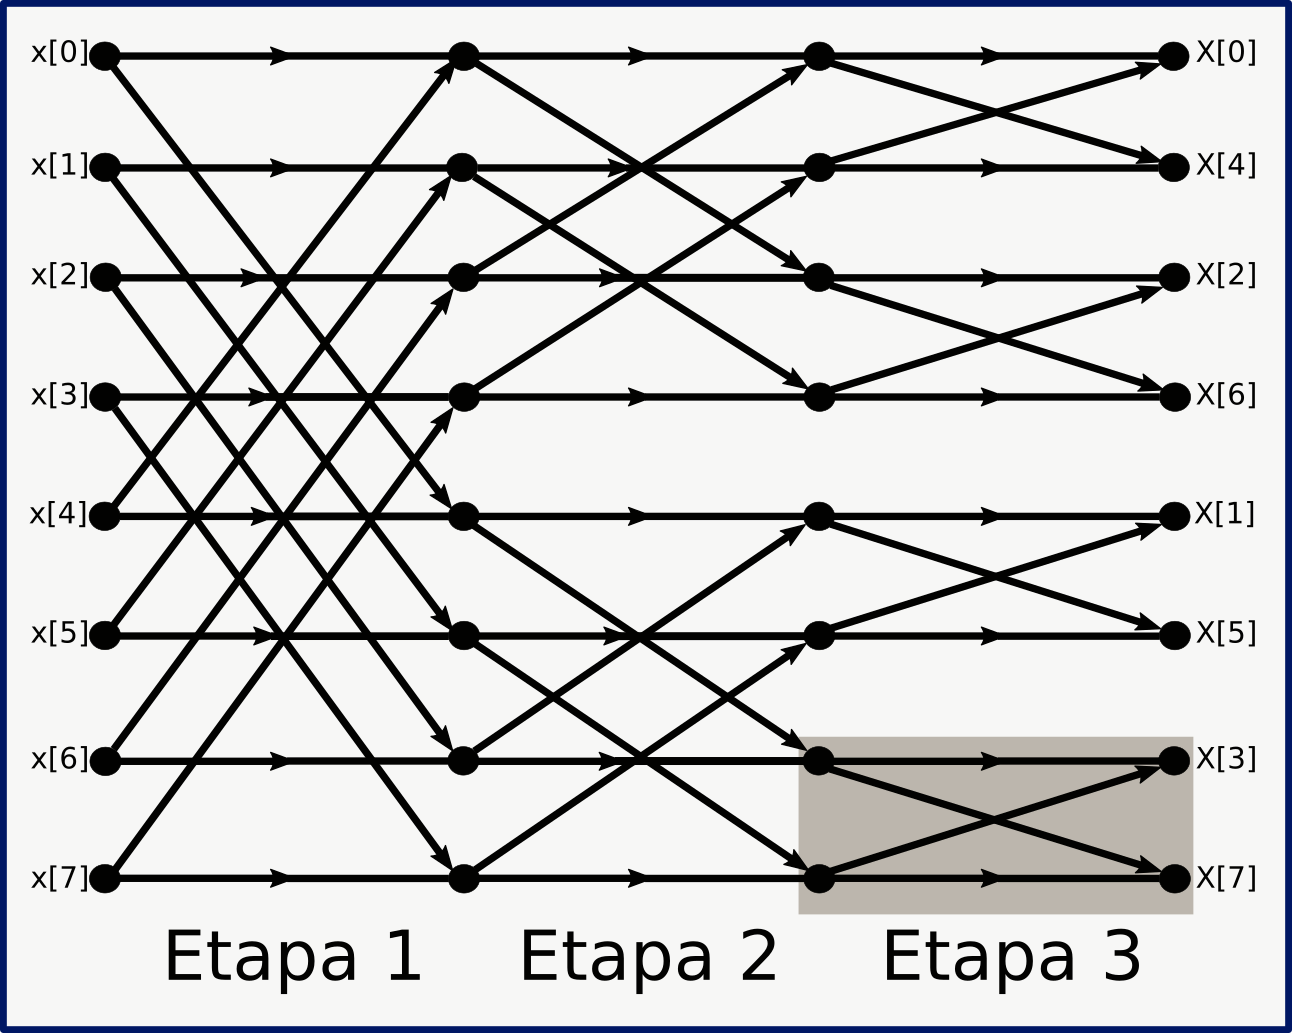 x[0] X[0]
x[1] X[4]
x[2] X[2]
x[3] X[6]
x[4] X[1]
x[5] X[5]
x[6] X[3]
x[7] X[7]
Etapa 1 Etapa 2 Etapa 3